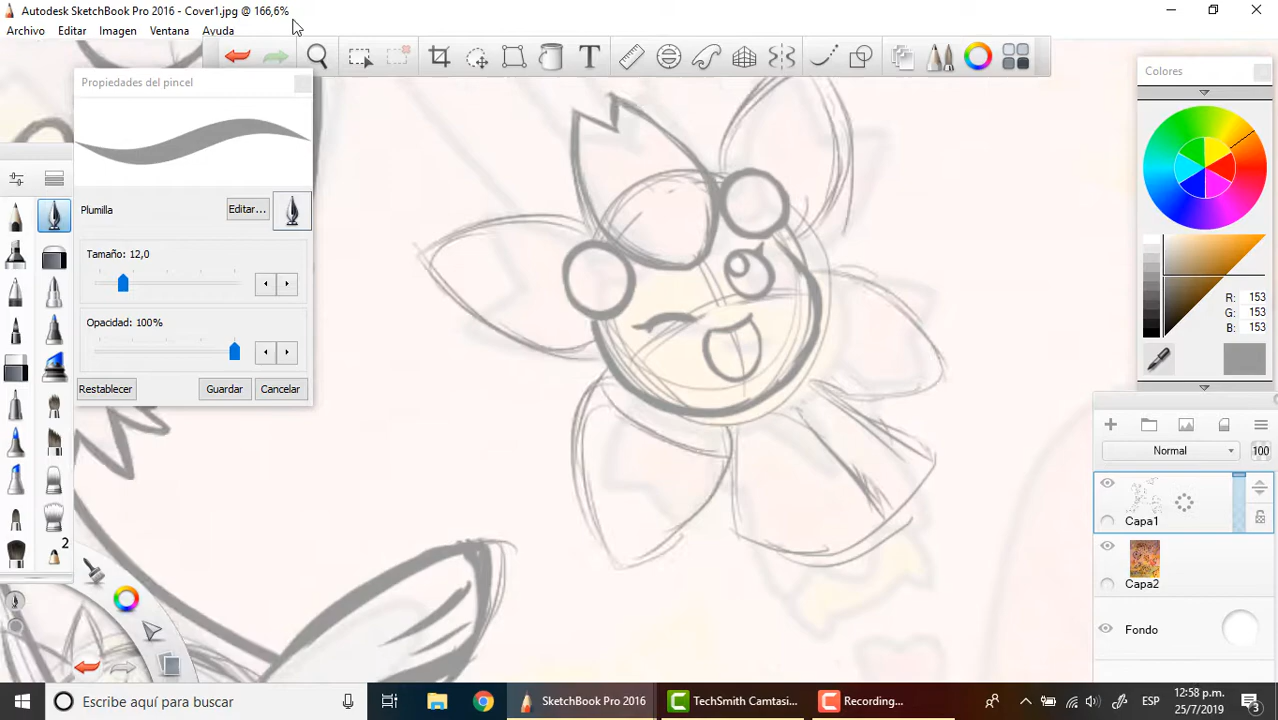 Autodesk SketchBook Pro 2016 - Cover1.jpg @ 166,6%
Archivo Editar Imagen Ventana Ayuda
T
Propiedades del pincel
Plumilla
Editar...
Tamaño: 12,0
Opacidad: 100%
Restablecer Guardar Cancelar
2
Colores
R: 153
G: 153
B: 153
Normal 100
Capa1
Capa2
Fondo
Escribe aquí para buscar
SketchBook Pro 2016
TechSmith Camtasi...
Recording...
ESP
12:58 p.m.
25/7/2019
3